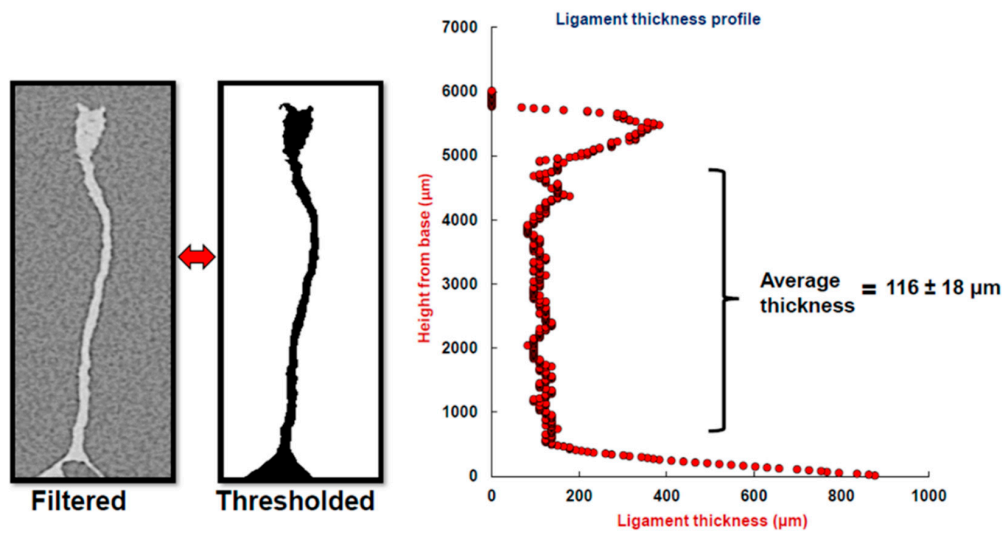 Filtered
Thresholded
Ligament thickness profile
Height from base (µm)
7000
6000
5000
4000
3000
2000
1000
0
0
200
400
600
800
1000
Ligament thickness (µm)
Average
thickness
= 116 ± 18 µm